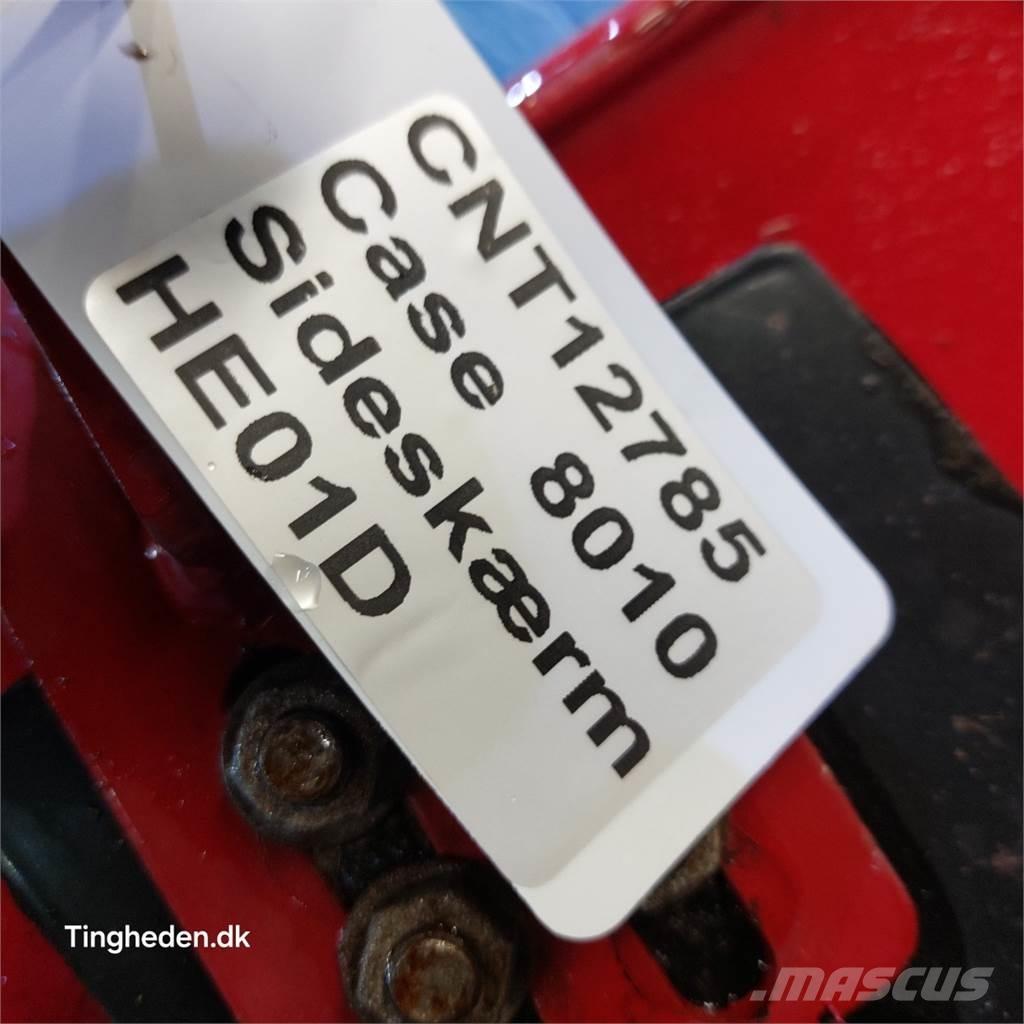 CNT12785
Case 8010
Sideskærm
HE01D
Tingheden.dk
.MASCUS